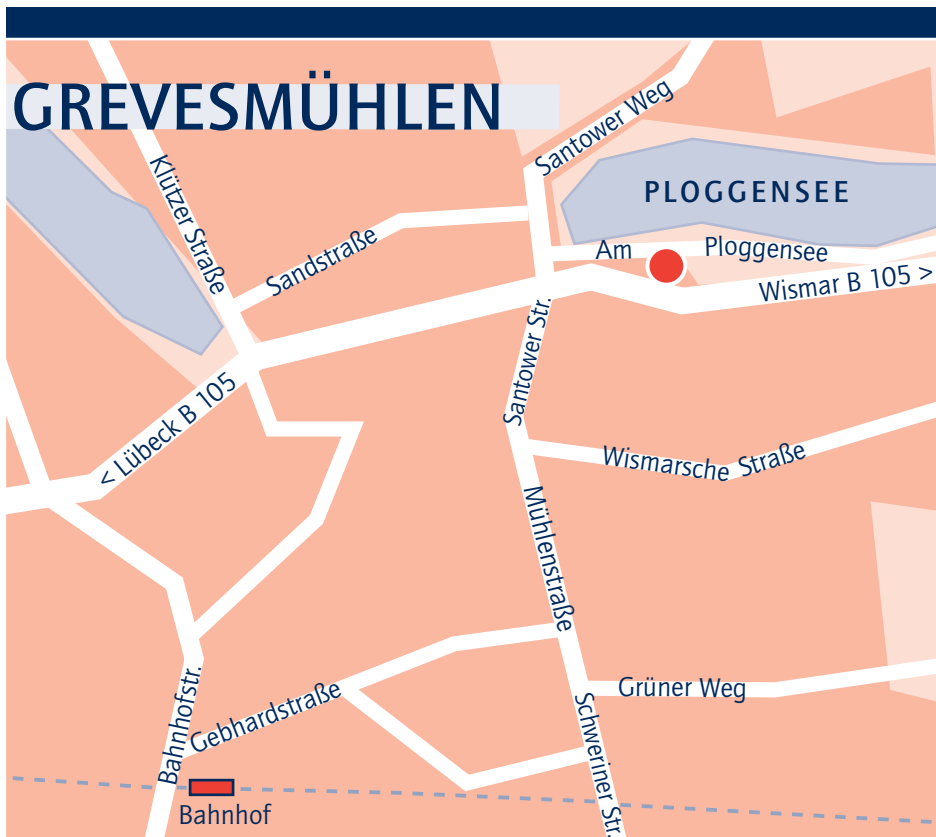 GREVESMÜHLEN
Santower Weg
Klützer Straße
PLOGGENSEE
Sandstraße
Am Ploggensee
Wismar B 105 >
Santower Str.
< Lübeck B 105
Wismarsche Straße
Mühlenstraße
Bahnhofstr.
Gebhardstraße
Grüner Weg
Schweriner Str.
Bahnhof